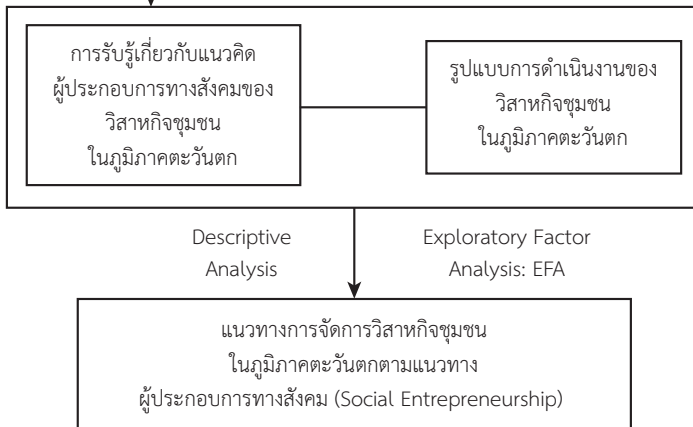 การรับรู้เกี่ยวกับแนวคิด
ผู้ประกอบการทางสังคมของ
วิสาหกิจชุมชน
ในภูมิภาคตะวันตก
รูปแบบการดำเนินงานของ
วิสาหกิจชุมชน
ในภูมิภาคตะวันตก
Descriptive
Analysis
Exploratory Factor
Analysis: EFA
แนวทางการจัดการวิสาหกิจชุมชน
ในภูมิภาคตะวันตกตามแนวทาง
ผู้ประกอบการทางสังคม (Social Entrepreneurship)